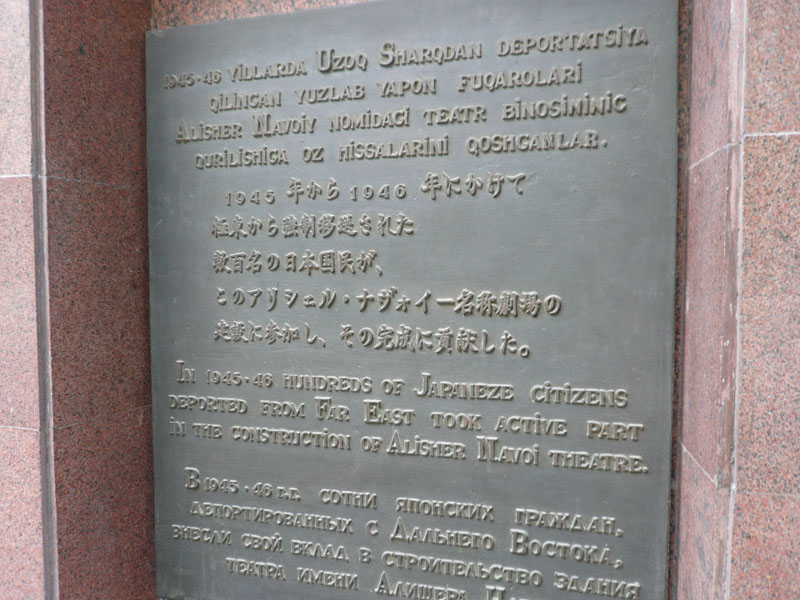 1945·46 YILLARDA UZOQ SHARQDAN DEPORTATSIYA
QILINGAN YUZLAB YAPON FUQAROLARI
ALISHER NAVOIY NOMIDAGI TEATR BINOSINING
QURILISHIGA OZ HISSALARINI QOSHGANLAR.
1945 年から 1946 年にかけて
極東から強制移送された
数百名の日本国民が、
このアリシェル・ナヴォイー名称劇場の
建設に参加し、その完成に貢献した。
IN 1945·46 HUNDREDS OF JAPANEZE CITIZENS
DEPORTED FROM FAR EAST TOOK ACTIVE PART
IN THE CONSTRUCTION OF ALISHER NAVOI THEATRE.
В 1945·46 Г.Г. СОТНИ ЯПОНСКИХ ГРАЖДАН,
ДЕПОРТИРОВАННЫХ С ДАЛЬНЕГО ВОСТОКА,
ВНЕСЛИ СВОЙ ВКЛАД В СТРОИТЕЛЬСТВО ЗДАНИЯ
ТЕАТРА ИМЕНИ АЛИШЕРА